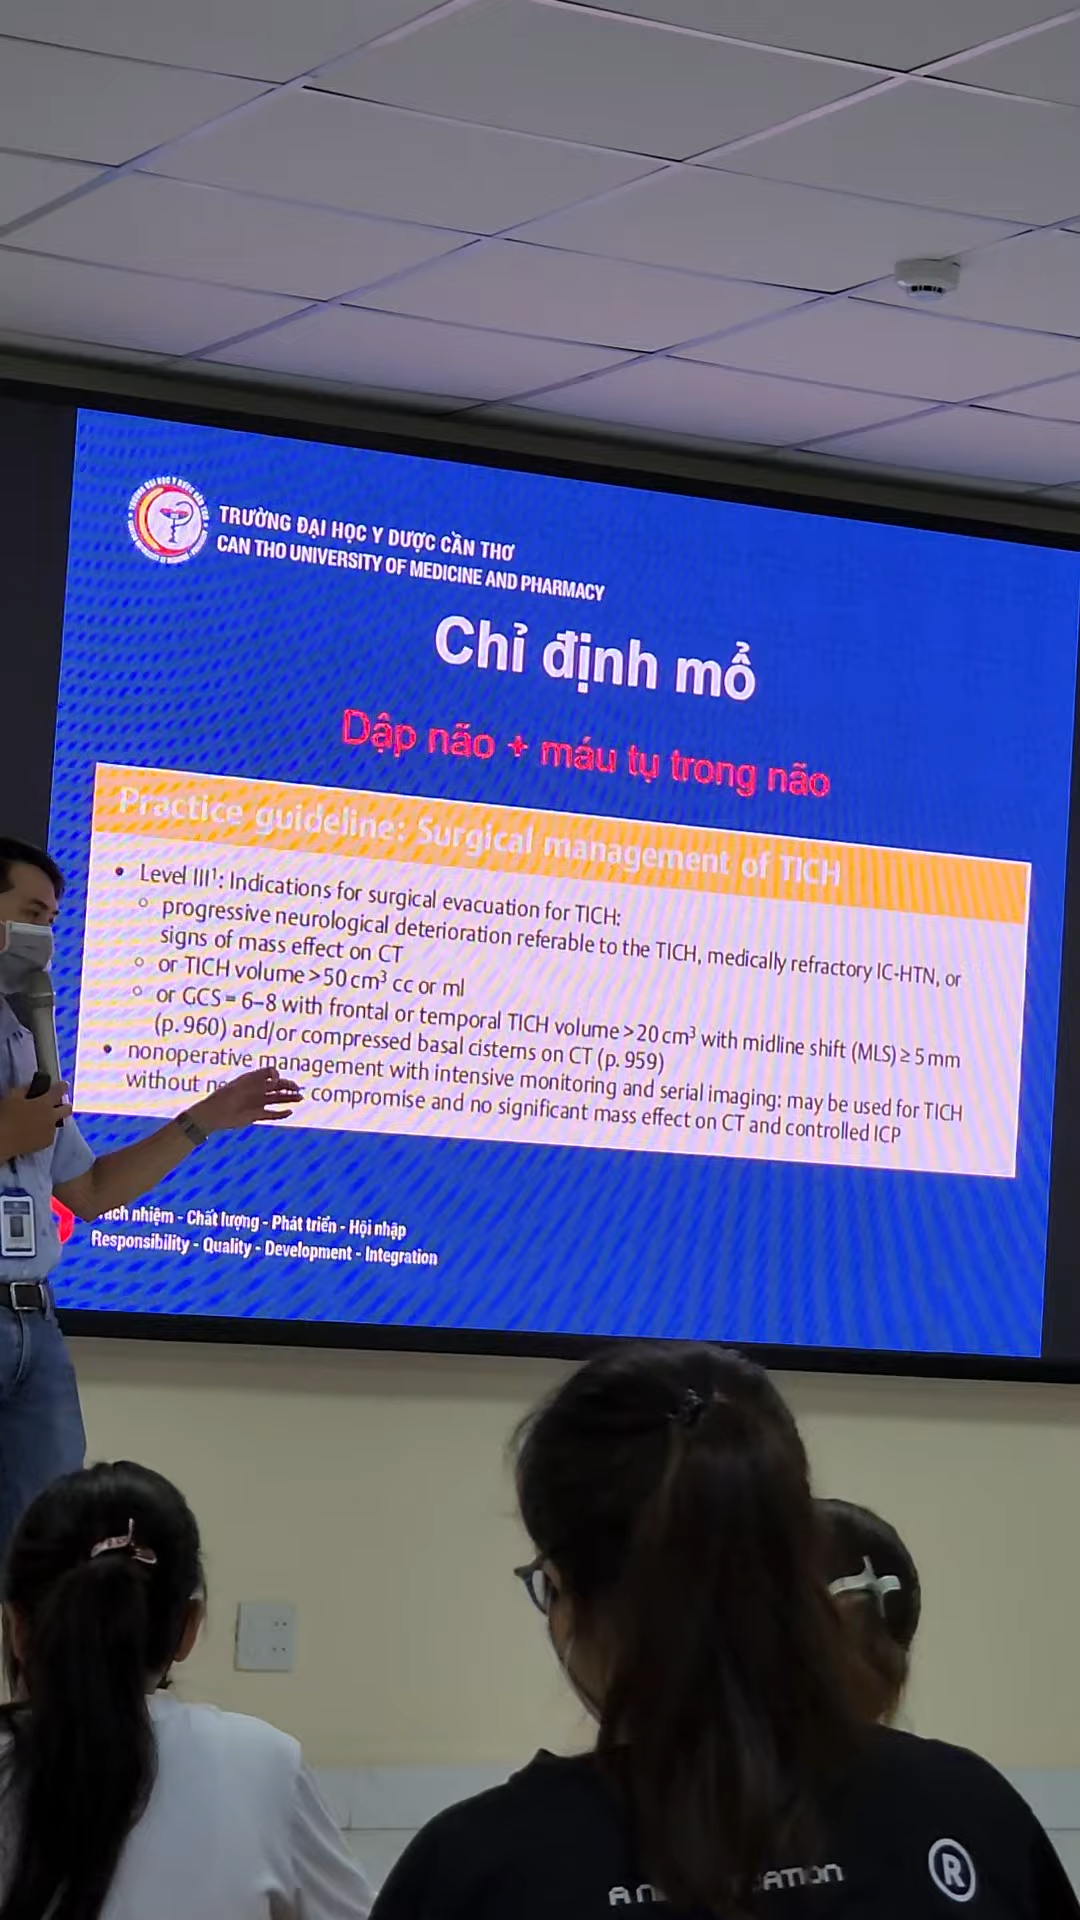 TRƯỜNG ĐẠI HỌC Y DƯỢC CẦN THƠ
CAN THO UNIVERSITY OF MEDICINE AND PHARMACY
Chỉ định mổ
Dập não + máu tụ trong não
Practice guideline: Surgical management of TICH
• Level III¹: Indications for surgical evacuation for TICH:
○ progressive neurological deterioration referable to the TICH, medically refractory IC-HTN, or
signs of mass effect on CT
○ or TICH volume > 50 cm³ cc or ml
○ or GCS = 6–8 with frontal or temporal TICH volume > 20 cm³ with midline shift (MLS) ≥ 5 mm
(p. 960) and/or compressed basal cisterns on CT (p. 959)
• nonoperative management with intensive monitoring and serial imaging: may be used for TICH
without compromise and no significant mass effect on CT and controlled ICP
nhiệm - Chất lượng - Phát triển - Hội nhập
Responsibility - Quality - Development - Integration
®